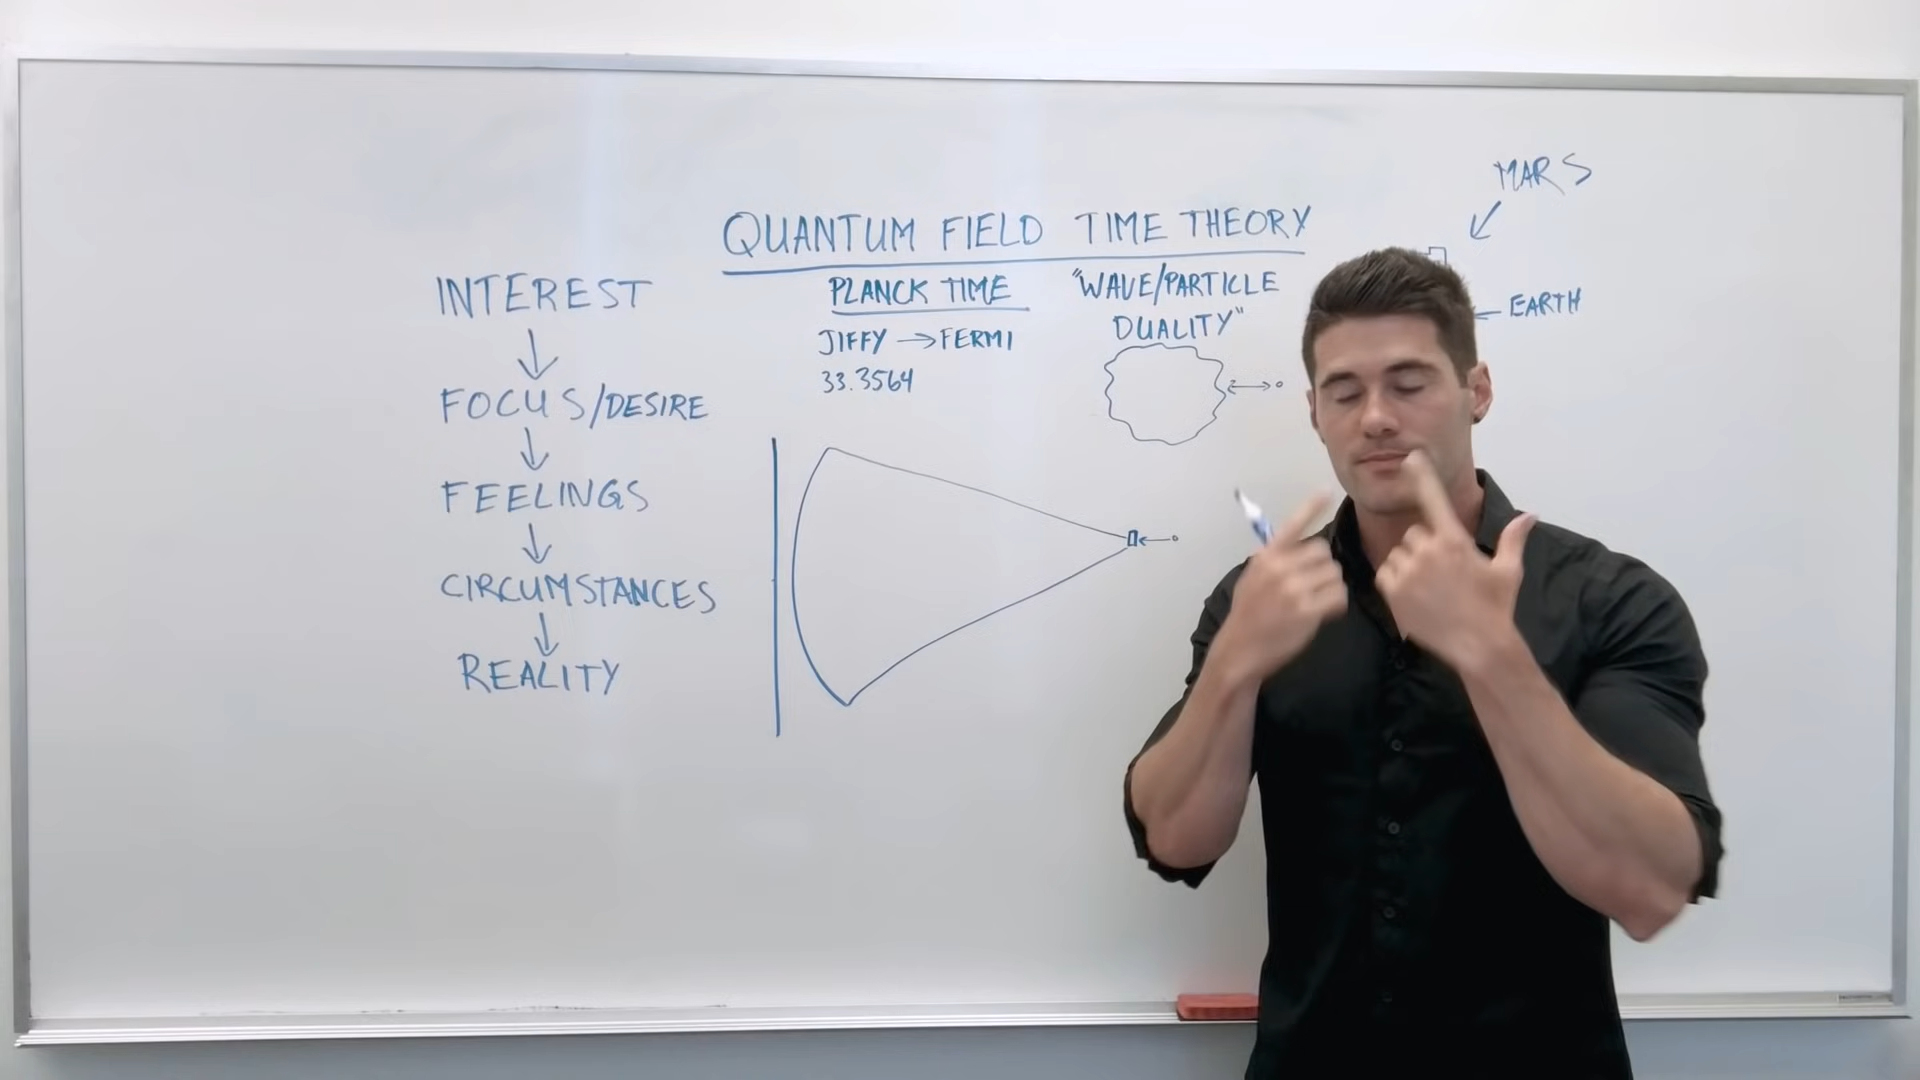 QUANTUM FIELD TIME THEORY
INTEREST
FOCUS/DESIRE
FEELINGS
CIRCUMSTANCES
REALITY
PLANCK TIME
JIFFY → FERMI
33.3564
"WAVE/PARTICLE
DUALITY"
MARS
EARTH